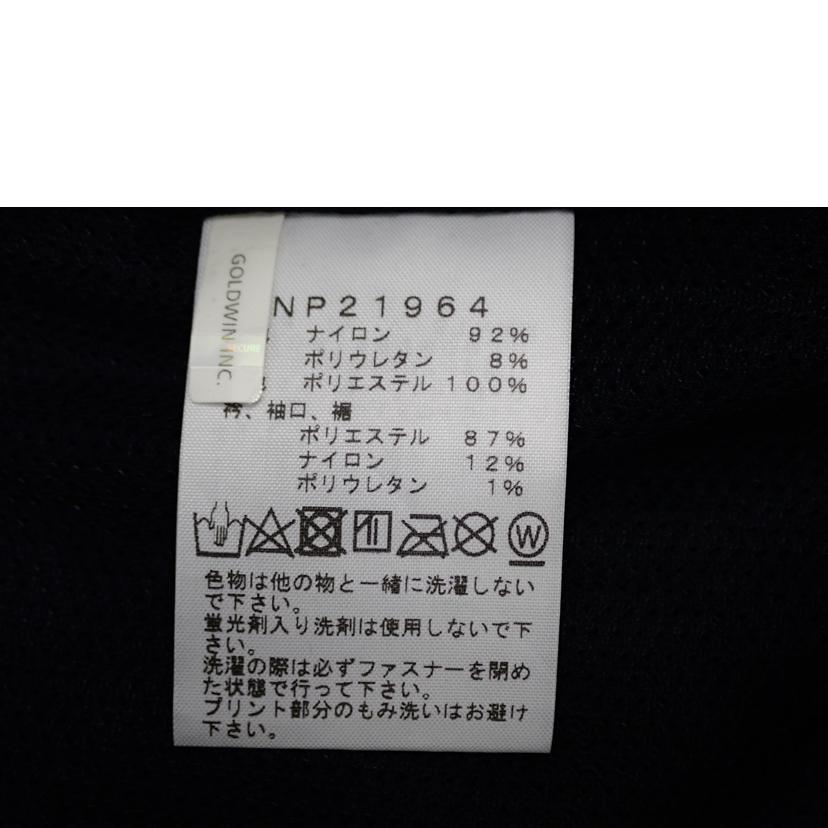 GOLDWIN INC.
SECURE
NP21964
ナイロン 92%
ポリウレタン 8%
地 ポリエステル 100%
衿、袖口、裾
ポリエステル 87%
ナイロン 12%
ポリウレタン 1%
W
色物は他の物と一緒に洗濯しない
で下さい。
蛍光剤入り洗剤は使用しないで下
さい。
洗濯の際は必ずファスナーを閉め
た状態で行って下さい。
プリント部分のもみ洗いはお避け
下さい。